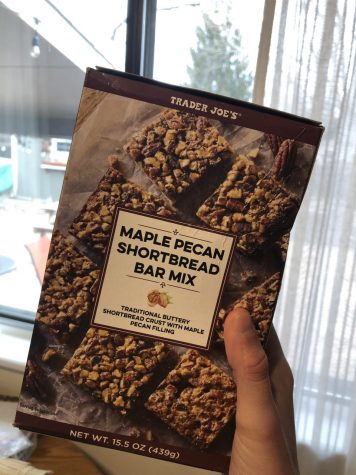 TRADER JOE'S®
MAPLE PECAN
SHORTBREAD
BAR MIX
TRADITIONAL BUTTERY
SHORTBREAD CRUST WITH MAPLE
PECAN FILLING
NET WT. 15.5 OZ (439g)